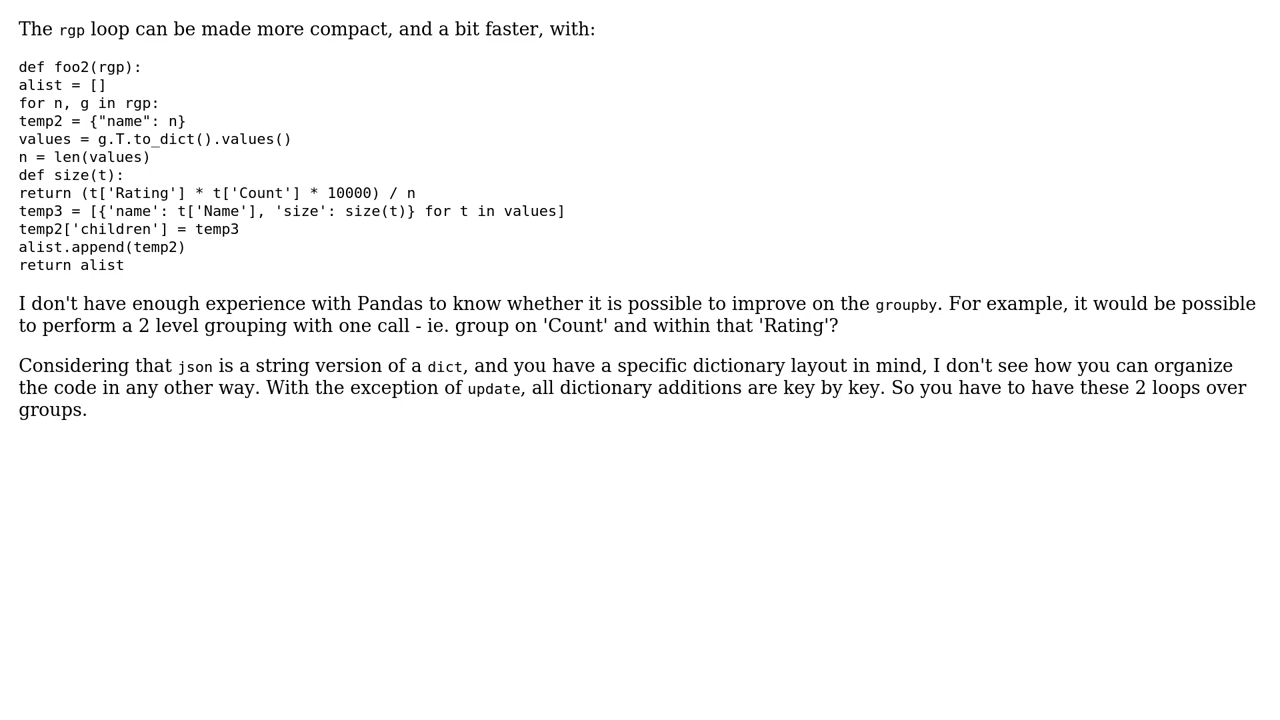 The rgp loop can be made more compact, and a bit faster, with:
def foo2(rgp):
alist = []
for n, g in rgp:
temp2 = {"name": n}
values = g.T.to_dict().values()
n = len(values)
def size(t):
return (t['Rating'] * t['Count'] * 10000) / n
temp3 = [{'name': t['Name'], 'size': size(t)} for t in values]
temp2['children'] = temp3
alist.append(temp2)
return alist
I don't have enough experience with Pandas to know whether it is possible to improve on the groupby. For example, it would be possible
to perform a 2 level grouping with one call - ie. group on 'Count' and within that 'Rating'?
Considering that json is a string version of a dict, and you have a specific dictionary layout in mind, I don't see how you can organize
the code in any other way. With the exception of update, all dictionary additions are key by key. So you have to have these 2 loops over
groups.